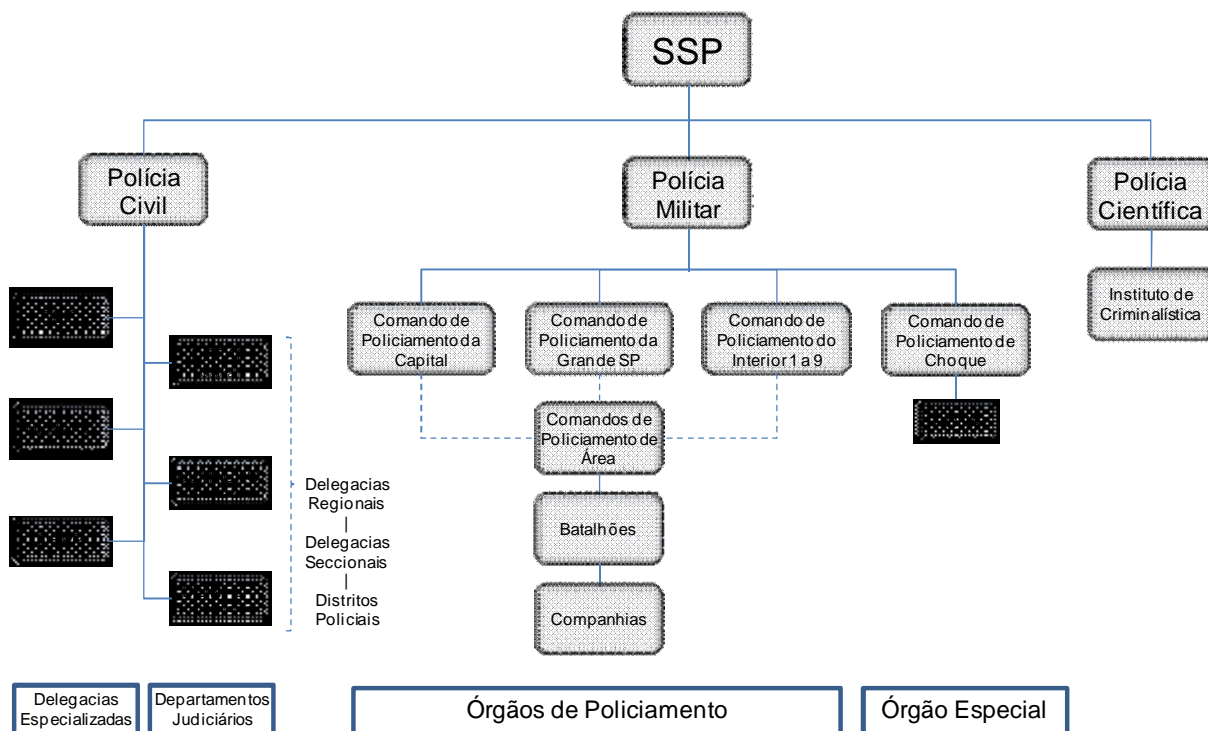 SSP
Polícia
Civil
Polícia
Militar
Polícia
Científica
Comando de
Policiamento da
Capital
Comando de
Policiamento da
Grande SP
Comando de
Policiamento do
Interior 1 a 9
Comando de
Policiamento de
Choque
Instituto de
Criminalística
Comandos de
Policiamento de
Área
Delegacias
Regionais
Delegacias
Seccionais
Distritos
Policiais
Batalhões
Companhias
Delegacias
Especializadas
Departamentos
Judiciários
Órgãos de Policiamento
Órgão Especial